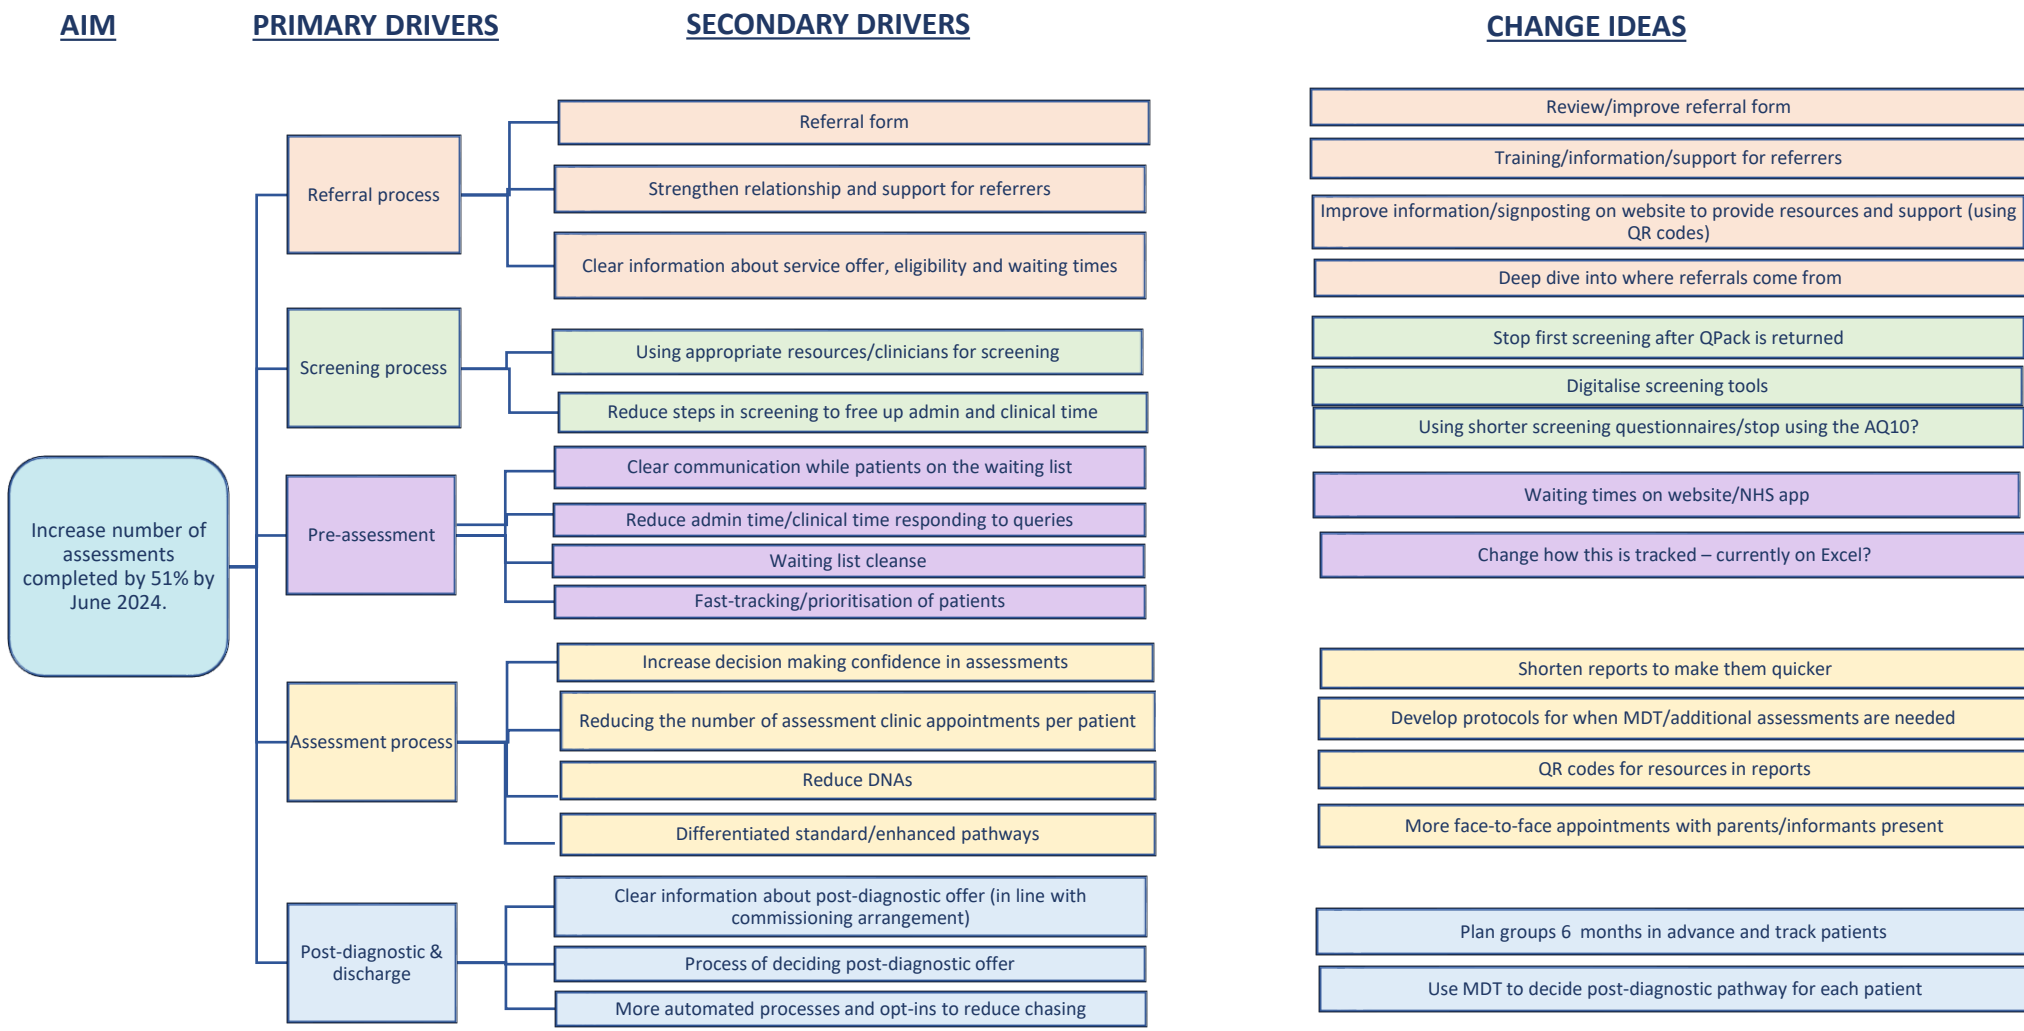 AIM
PRIMARY DRIVERS
SECONDARY DRIVERS
CHANGE IDEAS
Increase number of
assessments
completed by 51% by
June 2024.
Referral process
Referral form
Strengthen relationship and support for referrers
Clear information about service offer, eligibility and waiting times
Review/improve referral form
Training/information/support for referrers
Improve information/signposting on website to provide resources and support (using
QR codes)
Deep dive into where referrals come from
Screening process
Using appropriate resources/clinicians for screening
Reduce steps in screening to free up admin and clinical time
Stop first screening after QPack is returned
Digitalise screening tools
Using shorter screening questionnaires/stop using the AQ10?
Pre-assessment
Clear communication while patients on the waiting list
Reduce admin time/clinical time responding to queries
Waiting list cleanse
Fast-tracking/prioritisation of patients
Waiting times on website/NHS app
Change how this is tracked – currently on Excel?
Assessment process
Increase decision making confidence in assessments
Reducing the number of assessment clinic appointments per patient
Reduce DNAs
Differentiated standard/enhanced pathways
Shorten reports to make them quicker
Develop protocols for when MDT/additional assessments are needed
QR codes for resources in reports
More face-to-face appointments with parents/informants present
Post-diagnostic &
discharge
Clear information about post-diagnostic offer (in line with
commissioning arrangement)
Process of deciding post-diagnostic offer
More automated processes and opt-ins to reduce chasing
Plan groups 6 months in advance and track patients
Use MDT to decide post-diagnostic pathway for each patient